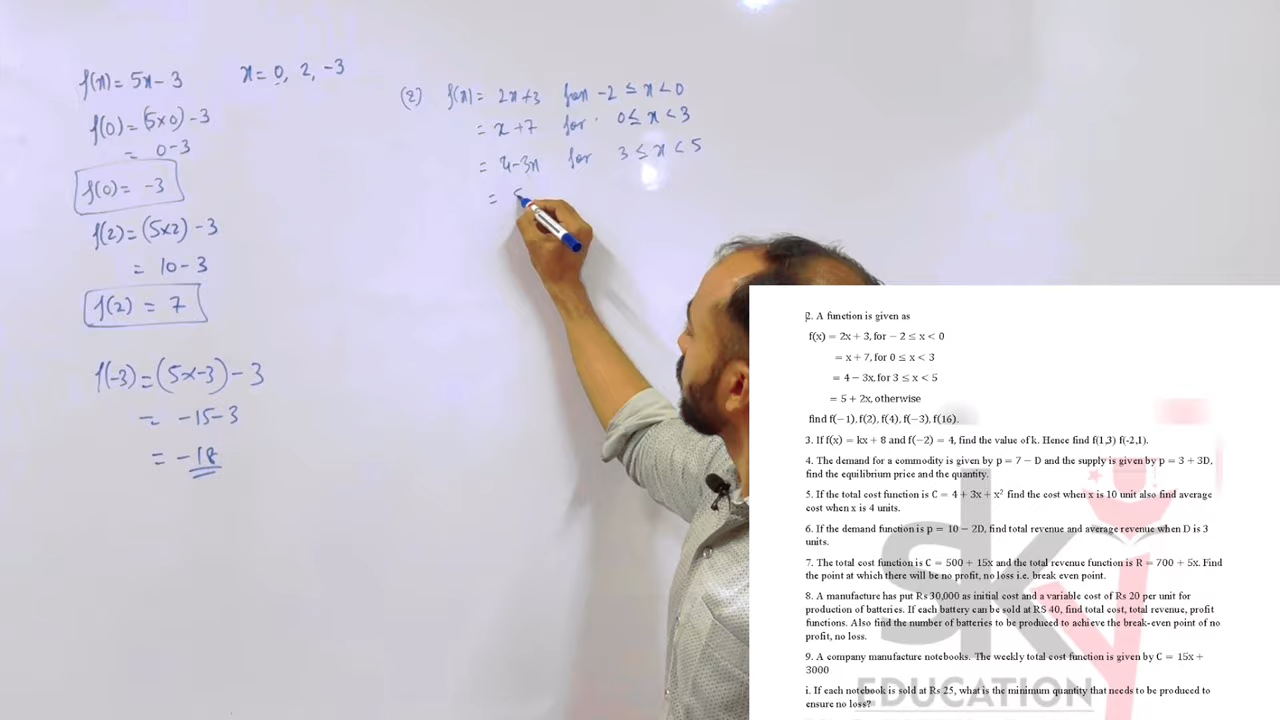 f(x) = 5x - 3 x = 0, 2, -3
f(0) = (5x0) - 3
= 0-3
f(0) = -3
f(2) = (5x2) - 3
= 10-3
f(2) = 7
f(-3) = (5x-3) - 3
= -15-3
= -18
(2) f(x) = 2x+3 for -2 ≤ x < 0
= x+7 for 0 ≤ x < 3
= 4-3x for 3 ≤ x < 5
= 5
2. A function is given as
f(x) = 2x + 3, for − 2 ≤ x < 0
= x + 7, for 0 ≤ x < 3
= 4 − 3x, for 3 ≤ x < 5
= 5 + 2x, otherwise
find f(−1), f(2), f(4), f(−3), f(16).
3. If f(x) = kx + 8 and f(−2) = 4, find the value of k. Hence find f(1,3) f(-2,1).
4. The demand for a commodity is given by p = 7 − D and the supply is given by p = 3 + 3D,
find the equilibrium price and the quantity.
5. If the total cost function is C = 4 + 3x + x² find the cost when x is 10 unit also find average
cost when x is 4 units.
6. If the demand function is p = 10 − 2D, find total revenue and average revenue when D is 3
units.
7. The total cost function is C = 500 + 15x and the total revenue function is R = 700 + 5x. Find
the point at which there will be no profit, no loss i.e. break even point.
8. A manufacture has put Rs 30,000 as initial cost and a variable cost of Rs 20 per unit for
production of batteries. If each battery can be sold at RS 40, find total cost, total revenue, profit
functions. Also find the number of batteries to be produced to achieve the break-even point of no
profit, no loss.
9. A company manufacture notebooks. The weekly total cost function is given by C = 15x +
3000
i. If each notebook is sold at Rs 25, what is the minimum quantity that needs to be produced to
ensure no loss?
sky
EDUCATION